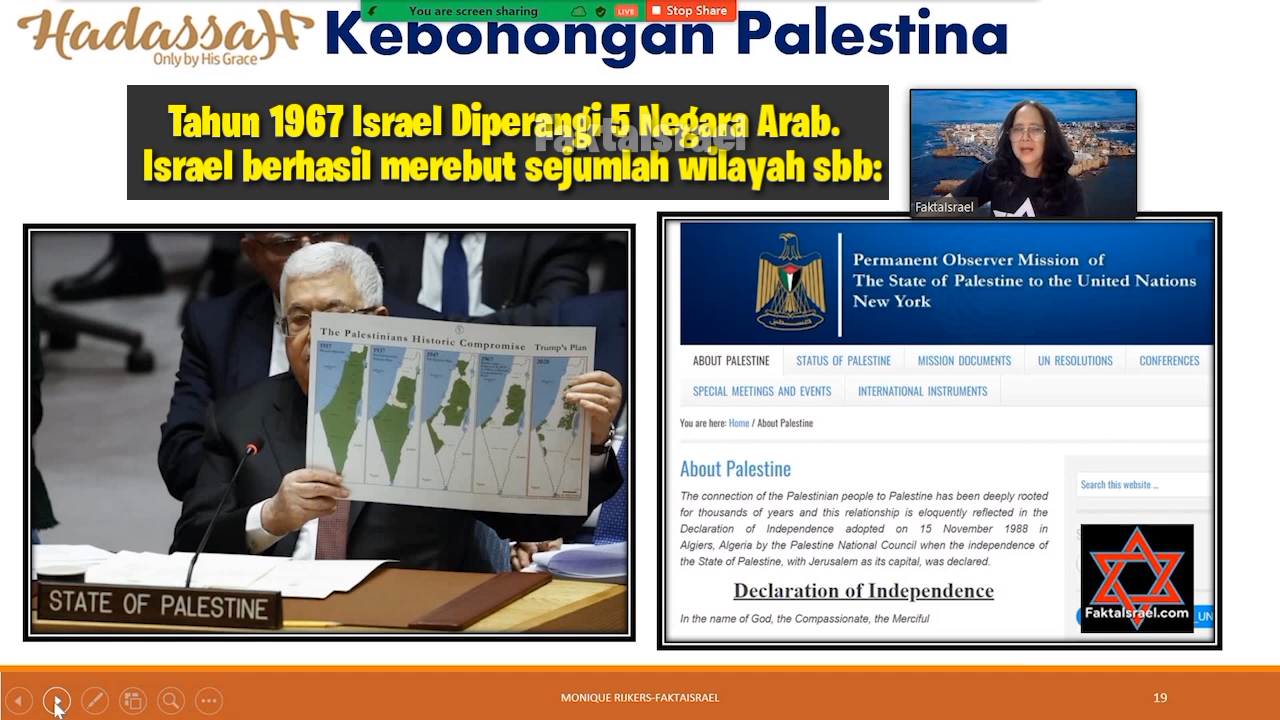 You are screen sharing
LIVE
Stop Share
HadassaH
Only by His Grace
Kebohongan Palestina
Tahun 1967 Israel Diperangi 5 Negara Arab.
Israel berhasil merebut sejumlah wilayah sbb:
FaktaIsrael
FaktaIsrael
The Palestinians Historic Compromise
Trump's Plan
1917
1937
1947
1967
2020
STATE OF PALESTINE
Permanent Observer Mission of
The State of Palestine to the United Nations
New York
ABOUT PALESTINE
STATUS OF PALESTINE
MISSION DOCUMENTS
UN RESOLUTIONS
CONFERENCES
SPECIAL MEETINGS AND EVENTS
INTERNATIONAL INSTRUMENTS
You are here: Home / About Palestine
About Palestine
Search this website ...
The connection of the Palestinian people to Palestine has been deeply rooted
for thousands of years and this relationship is eloquently reflected in the
Declaration of Independence adopted on 15 November 1988 in
Algiers, Algeria by the Palestine National Council when the independence of
the State of Palestine, with Jerusalem as its capital, was declared.
Declaration of Independence
In the name of God, the Compassionate, the Merciful
FaktaIsrael.com
_UN
MONIQUE RIJKERS-FAKTAISRAEL
19